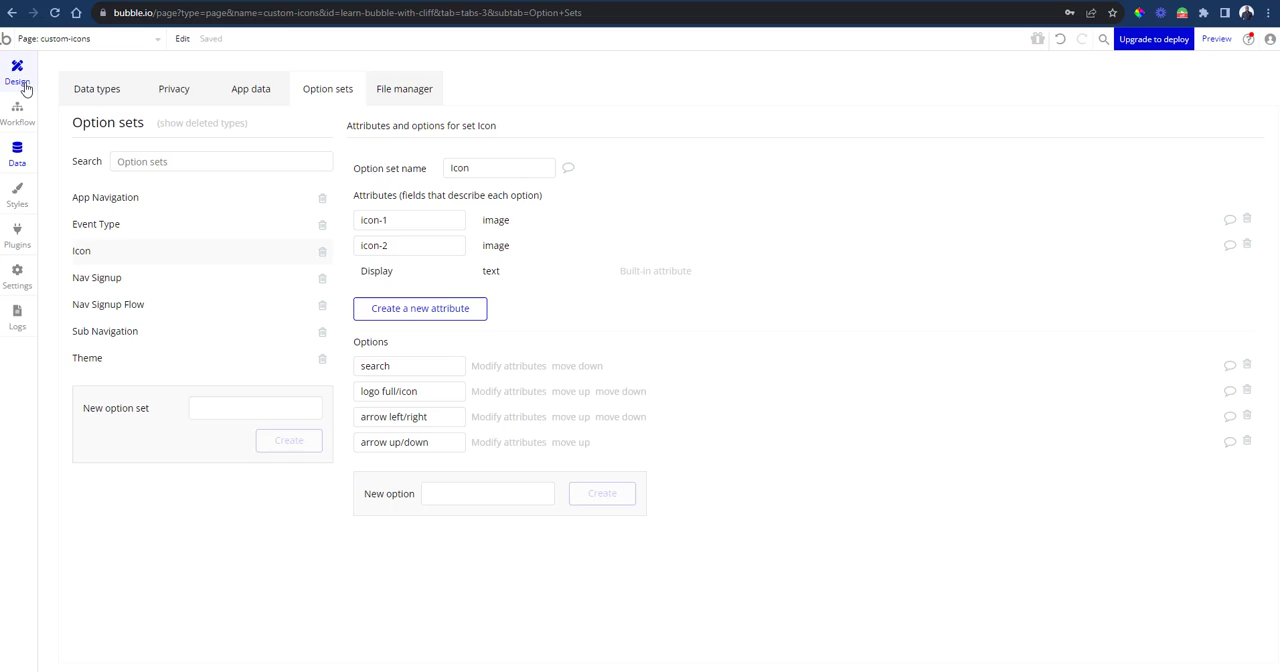 bubble.io/page?type=page&name=custom-icons&id=learn-bubble-with-cliff&tab=tabs-3&subtab=Option+Sets
Page: custom-icons Edit Saved Upgrade to deploy Preview
Design
Workflow
Data
Styles
Plugins
Settings
Logs
Data types Privacy App data Option sets File manager
Option sets (show deleted types)
Search Option sets
App Navigation
Event Type
Icon
Nav Signup
Nav Signup Flow
Sub Navigation
Theme
New option set
Create
Attributes and options for set Icon
Option set name Icon
Attributes (fields that describe each option)
icon-1 image
icon-2 image
Display text Built-in attribute
Create a new attribute
Options
search Modify attributes move down
logo full/icon Modify attributes move up move down
arrow left/right Modify attributes move up move down
arrow up/down Modify attributes move up
New option Create